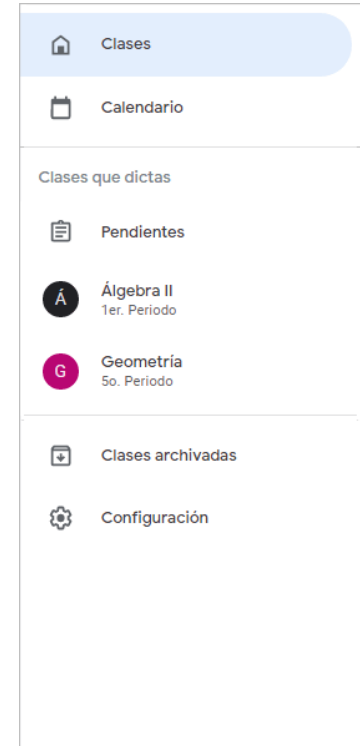 Clases
Calendario
Clases que dictas
Pendientes
Á
Álgebra II
1er. Periodo
G
Geometría
5o. Periodo
Clases archivadas
Configuración